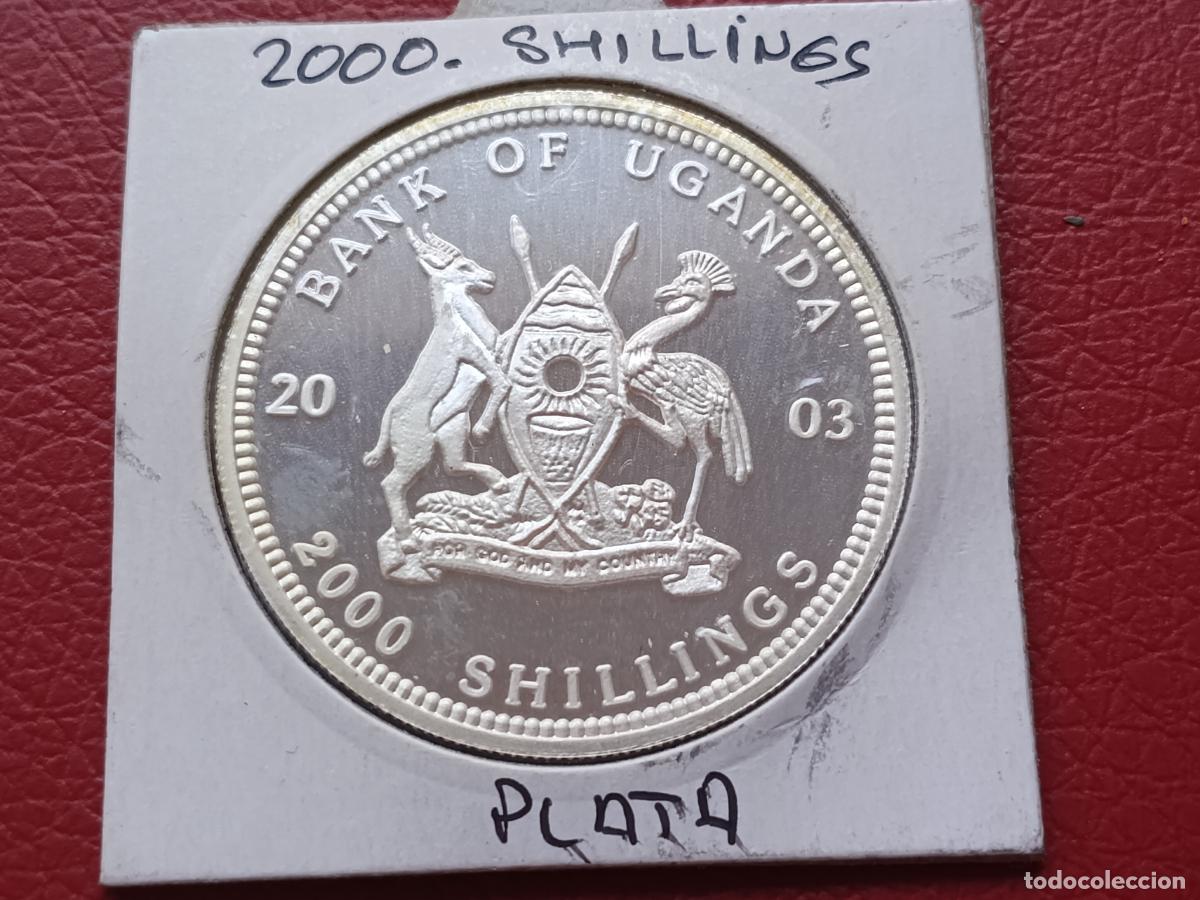 2000. SHILLINGS
BANK OF UGANDA
20 03
FOR GOD AND MY COUNTRY
2000 SHILLINGS
PLATA
todocoleccion